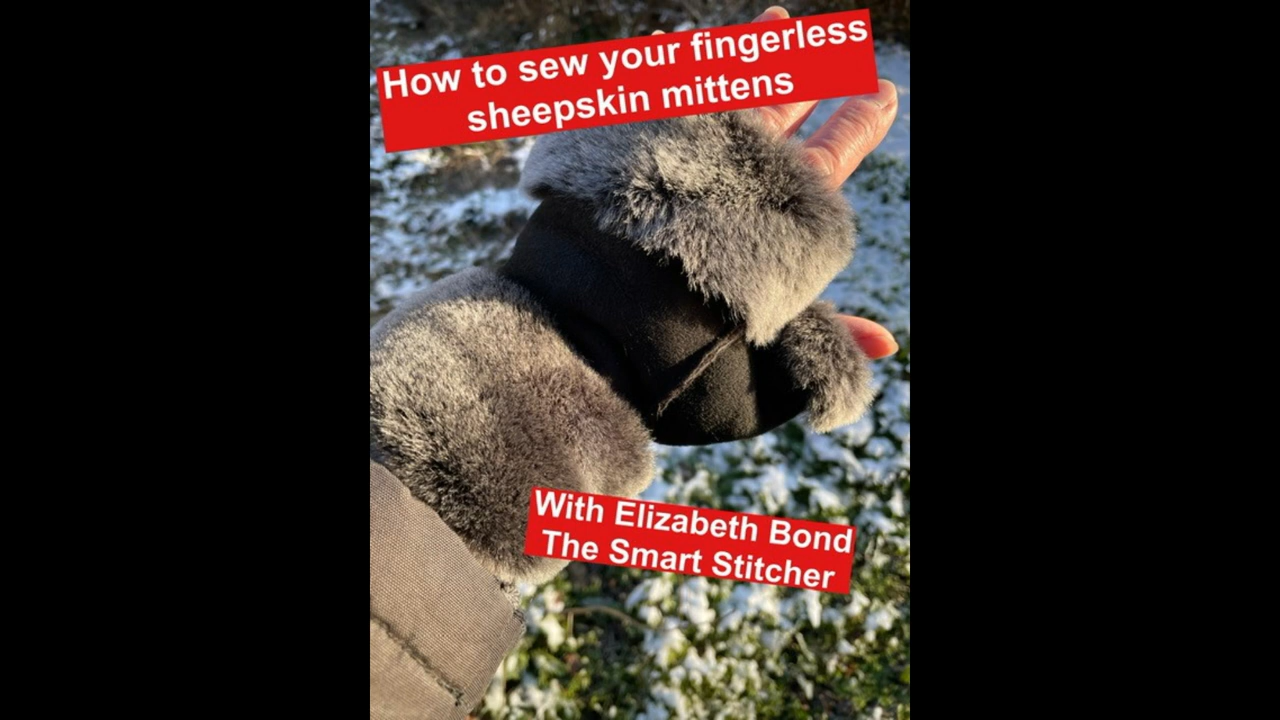 How to sew your fingerless
sheepskin mittens
With Elizabeth Bond
The Smart Stitcher